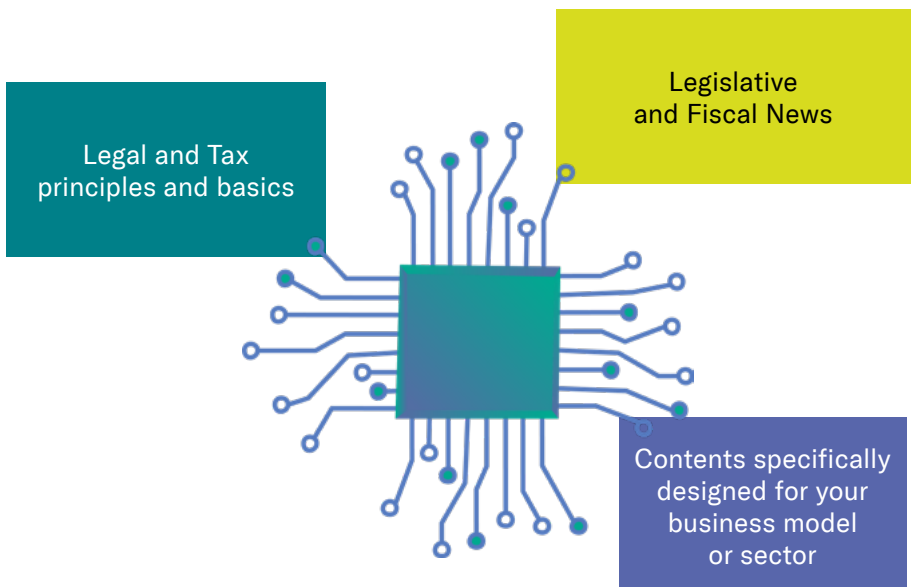 Legal and Tax
principles and basics
Legislative
and Fiscal News
Contents specifically
designed for your
business model
or sector